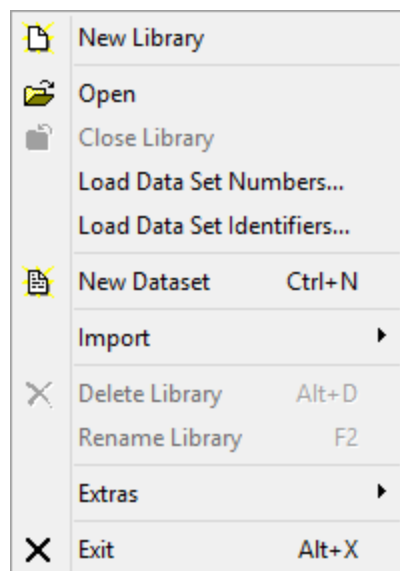 New Library
Open
Close Library
Load Data Set Numbers...
Load Data Set Identifiers...
New Dataset Ctrl+N
Import
Delete Library Alt+D
Rename Library F2
Extras
Exit Alt+X